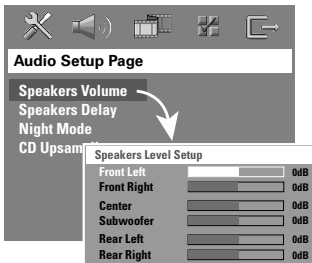 Audio Setup Page
Speakers Volume
Speakers Delay
Night Mode
CD
Speakers Level Setup
Front Left 0dB
Front Right 0dB
Center 0dB
Subwoofer 0dB
Rear Left 0dB
Rear Right 0dB